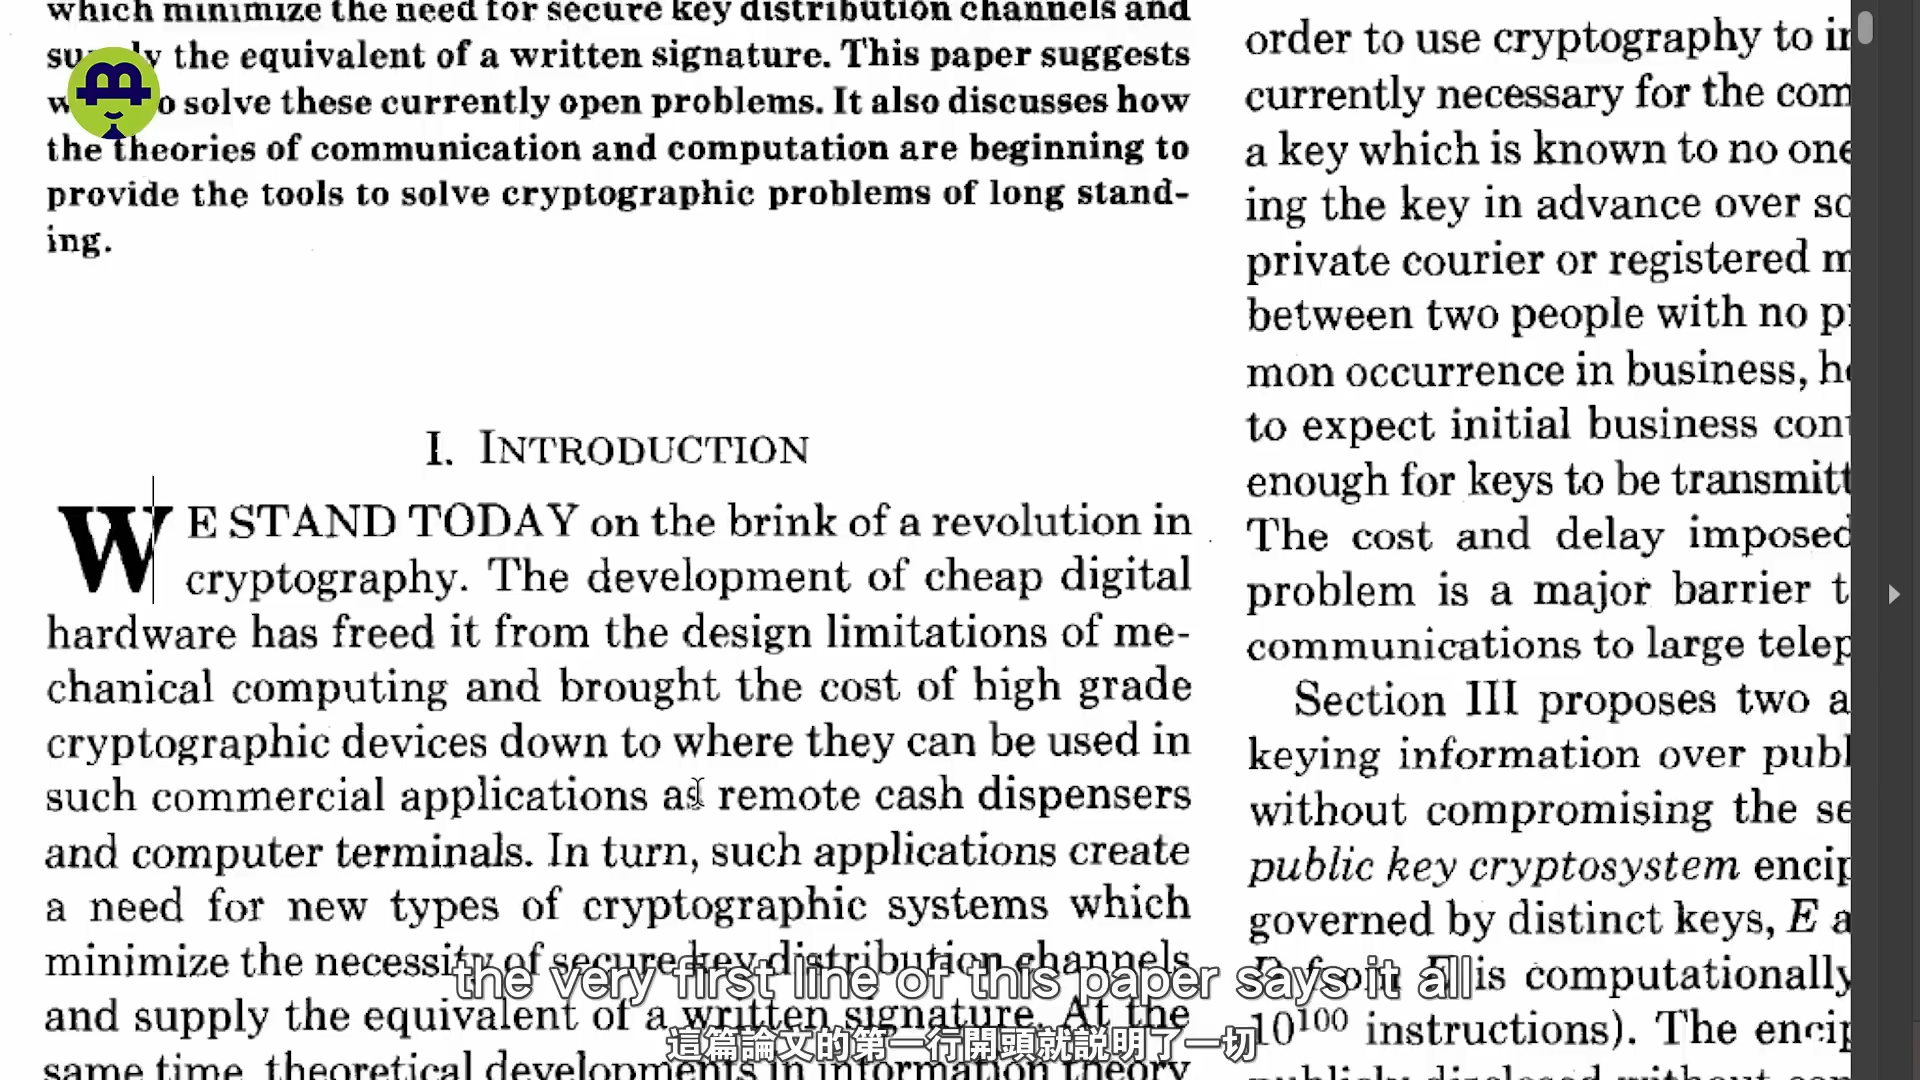 which minimize the need for secure key distribution channels and
the equivalent of a written signature. This paper suggests
solve these currently open problems. It also discusses how
the theories of communication and computation are beginning to
provide the tools to solve cryptographic problems of long stand-
ing.
I. INTRODUCTION
WE STAND TODAY on the brink of a revolution in
cryptography. The development of cheap digital
hardware has freed it from the design limitations of me-
chanical computing and brought the cost of high grade
cryptographic devices down to where they can be used in
such commercial applications as remote cash dispensers
and computer terminals. In turn, such applications create
a need for new types of cryptographic systems which
minimize the necessity of secure key distribution channels
and supply the equivalent of a written signature. At the
same time, theoretical developments in information theory
order to use cryptography to
currently necessary for the
a key which is known to no
ing the key in advance over
private courier or registered
between two people with no
mon occurrence in business,
to expect initial business
enough for keys to be
The cost and delay imposed
problem is a major barrier
communications to large
Section III proposes two
keying information over
without compromising the
public key cryptosystem
governed by distinct keys, E
is computationally
10¹⁰⁰ instructions). The
the very first line of this paper says it all
這篇論文的第一行開頭就説明了一切